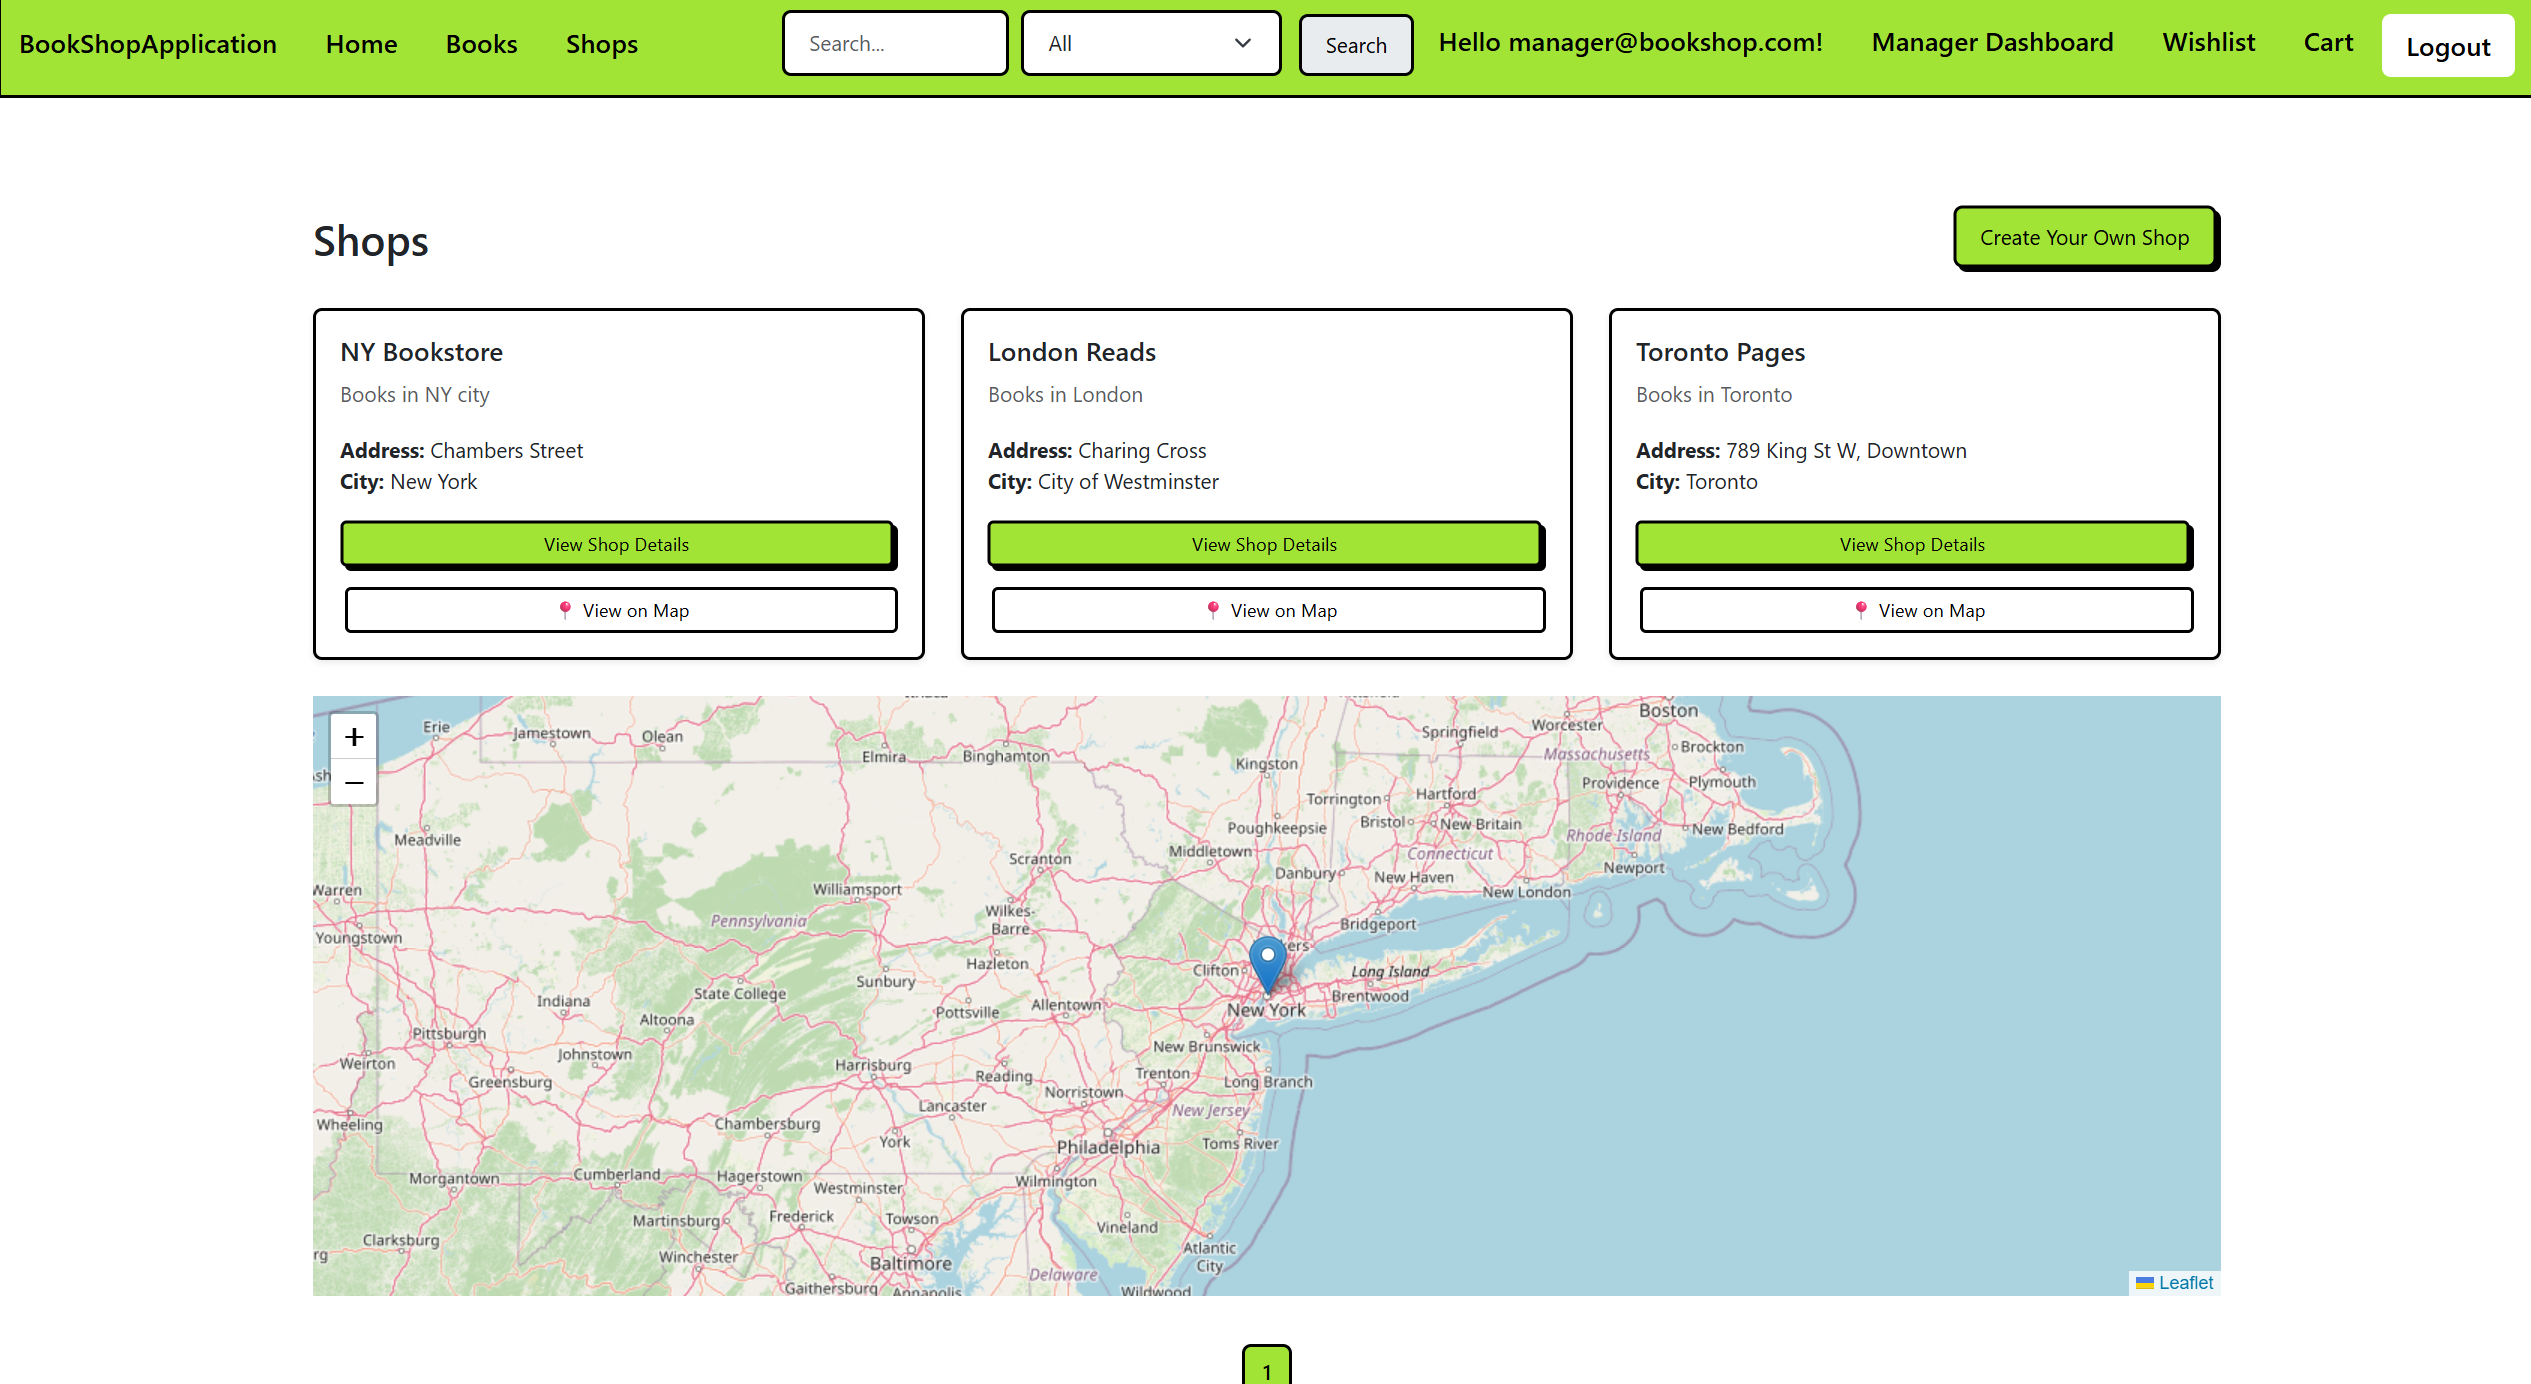 BookShopApplication Home Books Shops Search... All Search Hello manager@bookshop.com! Manager Dashboard Wishlist Cart Logout
Shops
Create Your Own Shop
NY Bookstore
Books in NY city
Address: Chambers Street
City: New York
View Shop Details
View on Map
London Reads
Books in London
Address: Charing Cross
City: City of Westminster
View Shop Details
View on Map
Toronto Pages
Books in Toronto
Address: 789 King St W, Downtown
City: Toronto
View Shop Details
View on Map
+
−
Erie
Jamestown
Olean
Elmira
Binghamton
Kingston
Springfield
Worcester
Boston
Massachusetts
Brockton
Providence
Plymouth
Torrington
Hartford
Meadville
Poughkeepsie
Bristol
New Britain
Rhode Island
New Bedford
Middletown
Connecticut
Scranton
Danbury
New Haven
Newport
Warren
Williamsport
New London
Wilkes-
Barre
Pennsylvania
Bridgeport
Youngstown
Hazleton
Clifton
Long Island
Sunbury
State College
Brentwood
Indiana
Allentown
Pottsville
New York
Altoona
Pittsburgh
Johnstown
New Brunswick
Weirton
Harrisburg
Greensburg
Reading
Trenton
Long Branch
Norristown
Lancaster
New Jersey
Wheeling
Chambersburg
York
Philadelphia
Toms River
Morgantown
Cumberland
Hagerstown
Wilmington
Westminster
Martinsburg
Frederick
Towson
Vineland
Clarksburg
Winchester
Baltimore
Atlantic
City
Delaware
Gaithersburg
Annapolis
Wildwood
Leaflet
1